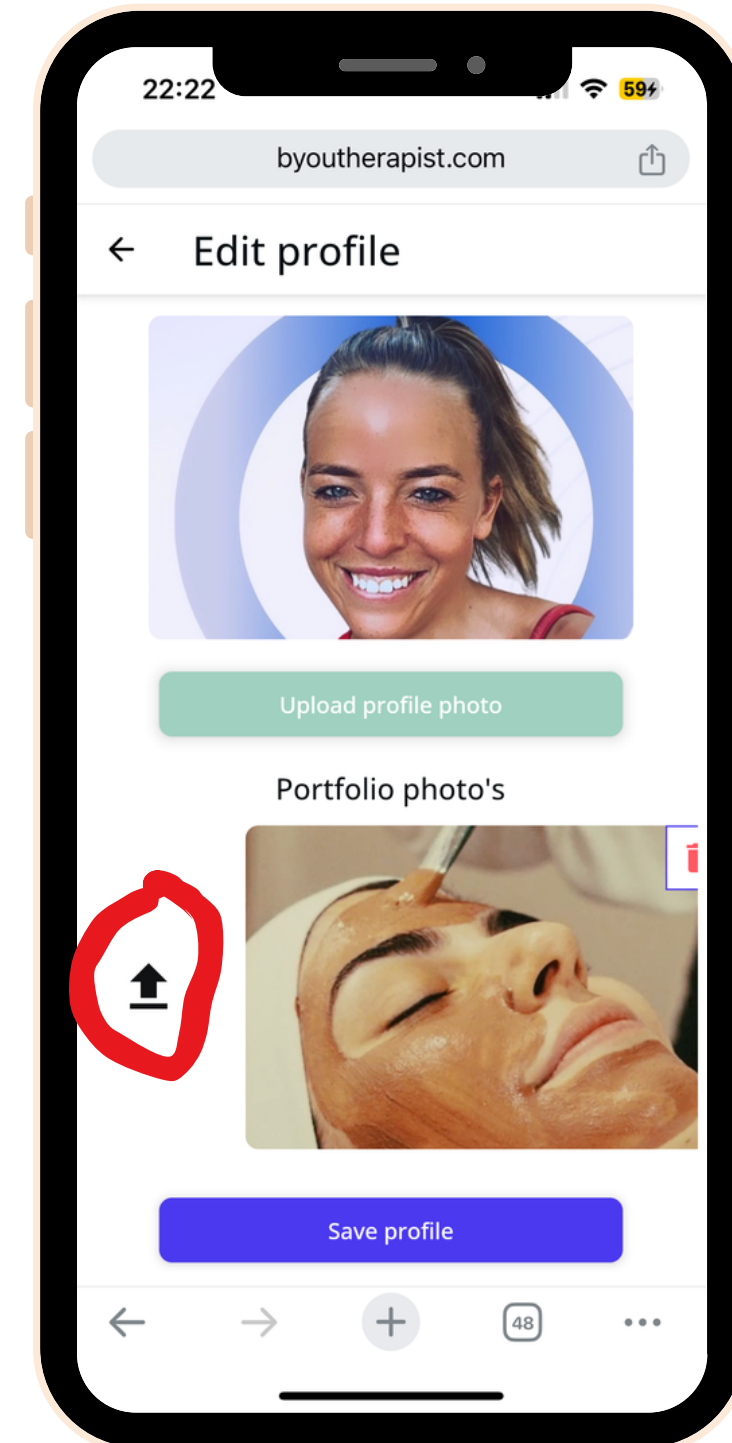 22:22
59
byoutherapist.com
Edit profile
Upload profile photo
Portfolio photo's
Save profile
48